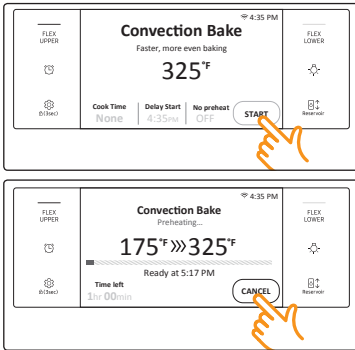 4:35 PM
FLEX
UPPER
Convection Bake
FLEX
LOWER
Faster, more even baking
325°F
Cook Time
None
Delay Start
4:35PM
No preheat
OFF
START
(3sec)
Reservoir
4:35 PM
FLEX
UPPER
Convection Bake
FLEX
LOWER
Preheating...
175°F 325°F
Ready at 5:17 PM
Time left
1hr 00min
CANCEL
(3sec)
Reservoir